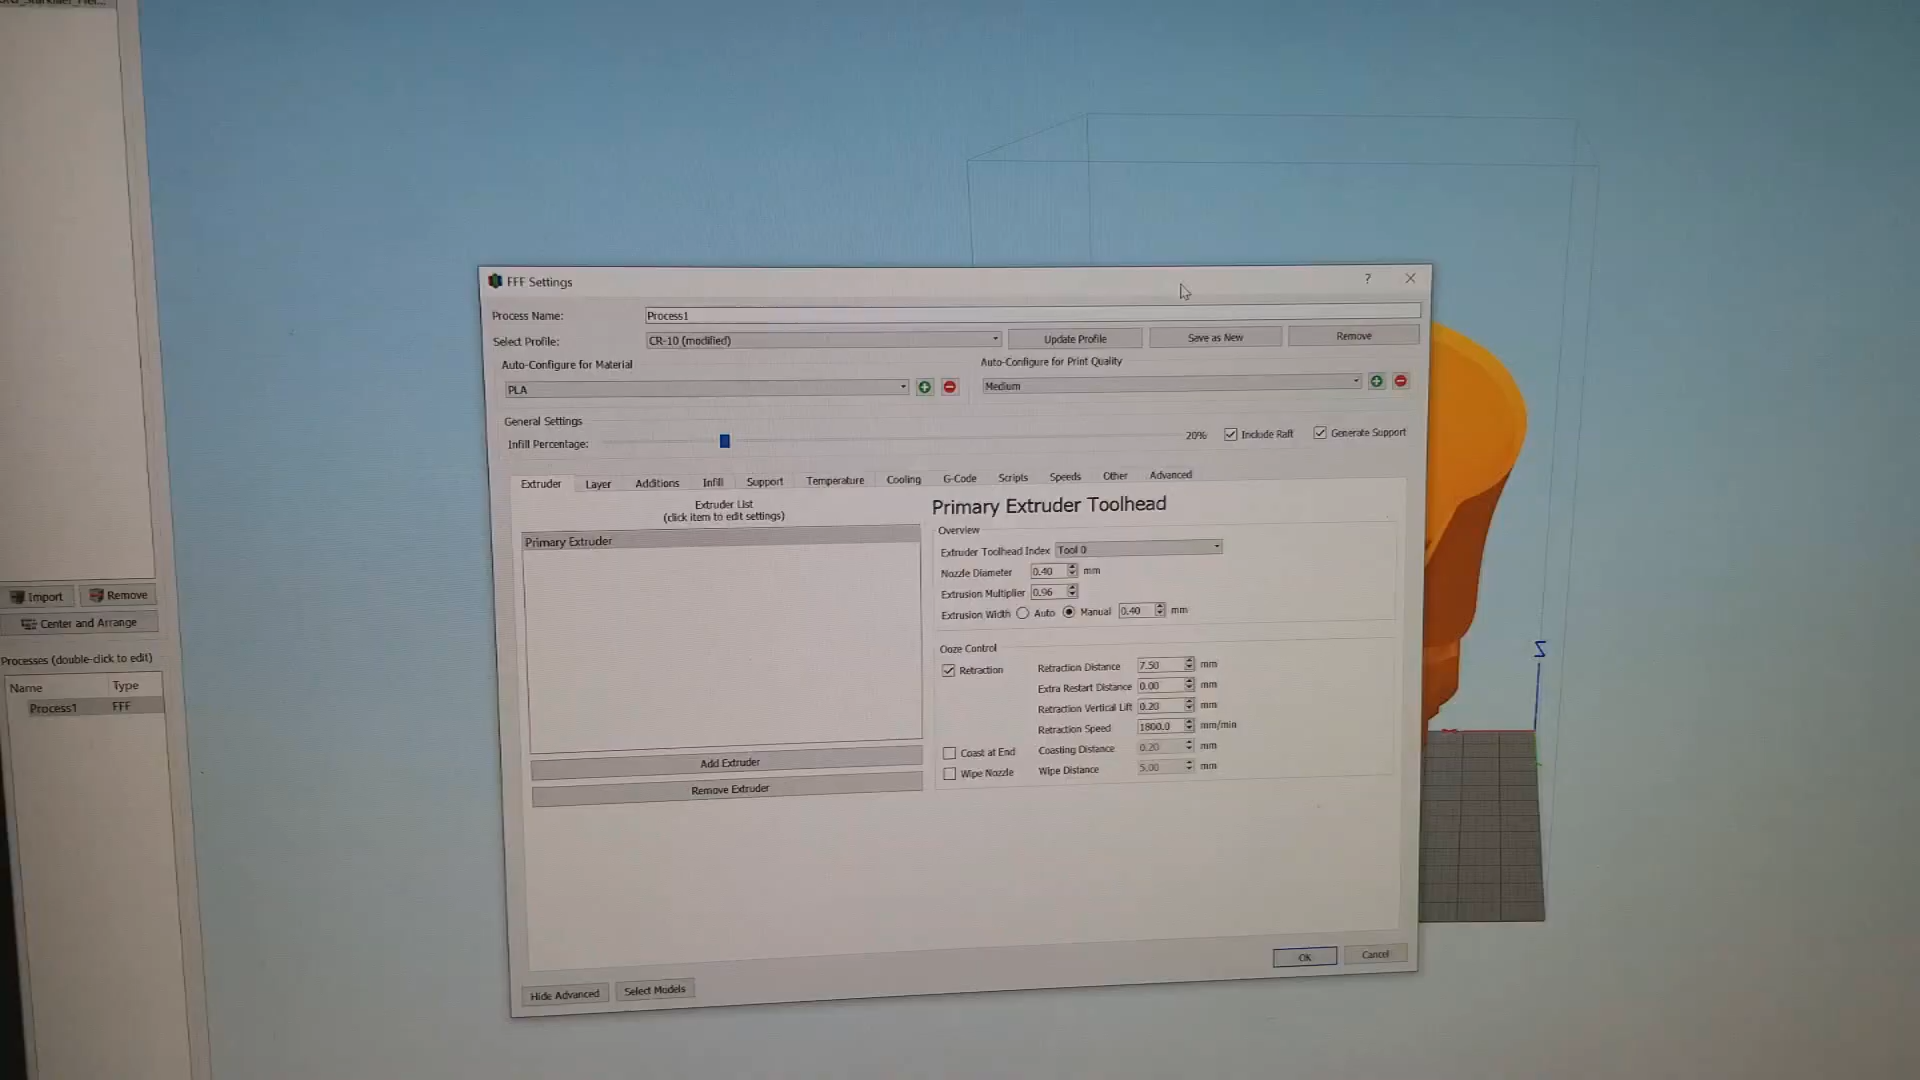 FFF Settings
?
Process Name: Process1
Select Profile: CR-10 (modified) Update Profile Save as New Remove
Auto-Configure for Material Auto-Configure for Print Quality
PLA Medium
General Settings
Infill Percentage: 20% Include Raft Generate Support
Extruder Layer Additions Infill Support Temperature Cooling G-Code Scripts Speeds Other Advanced
Extruder List
(click item to edit settings)
Primary Extruder
Add Extruder
Remove Extruder
Primary Extruder Toolhead
Overview
Extruder Toolhead Index Tool 0
Nozzle Diameter 0.40 mm
Extrusion Multiplier 0.96
Extrusion Width Auto Manual 0.40 mm
Ooze Control
Retraction Retraction Distance 7.50 mm
Extra Restart Distance 0.00 mm
Retraction Vertical Lift 0.20 mm
Retraction Speed 1800.0 mm/min
Coast at End Coasting Distance 0.20 mm
Wipe Nozzle Wipe Distance 5.00 mm
OK Cancel
Hide Advanced Select Models
Import Remove
Center and Arrange
Processes (double-click to edit)
Name Type
Process1 FFF
Z